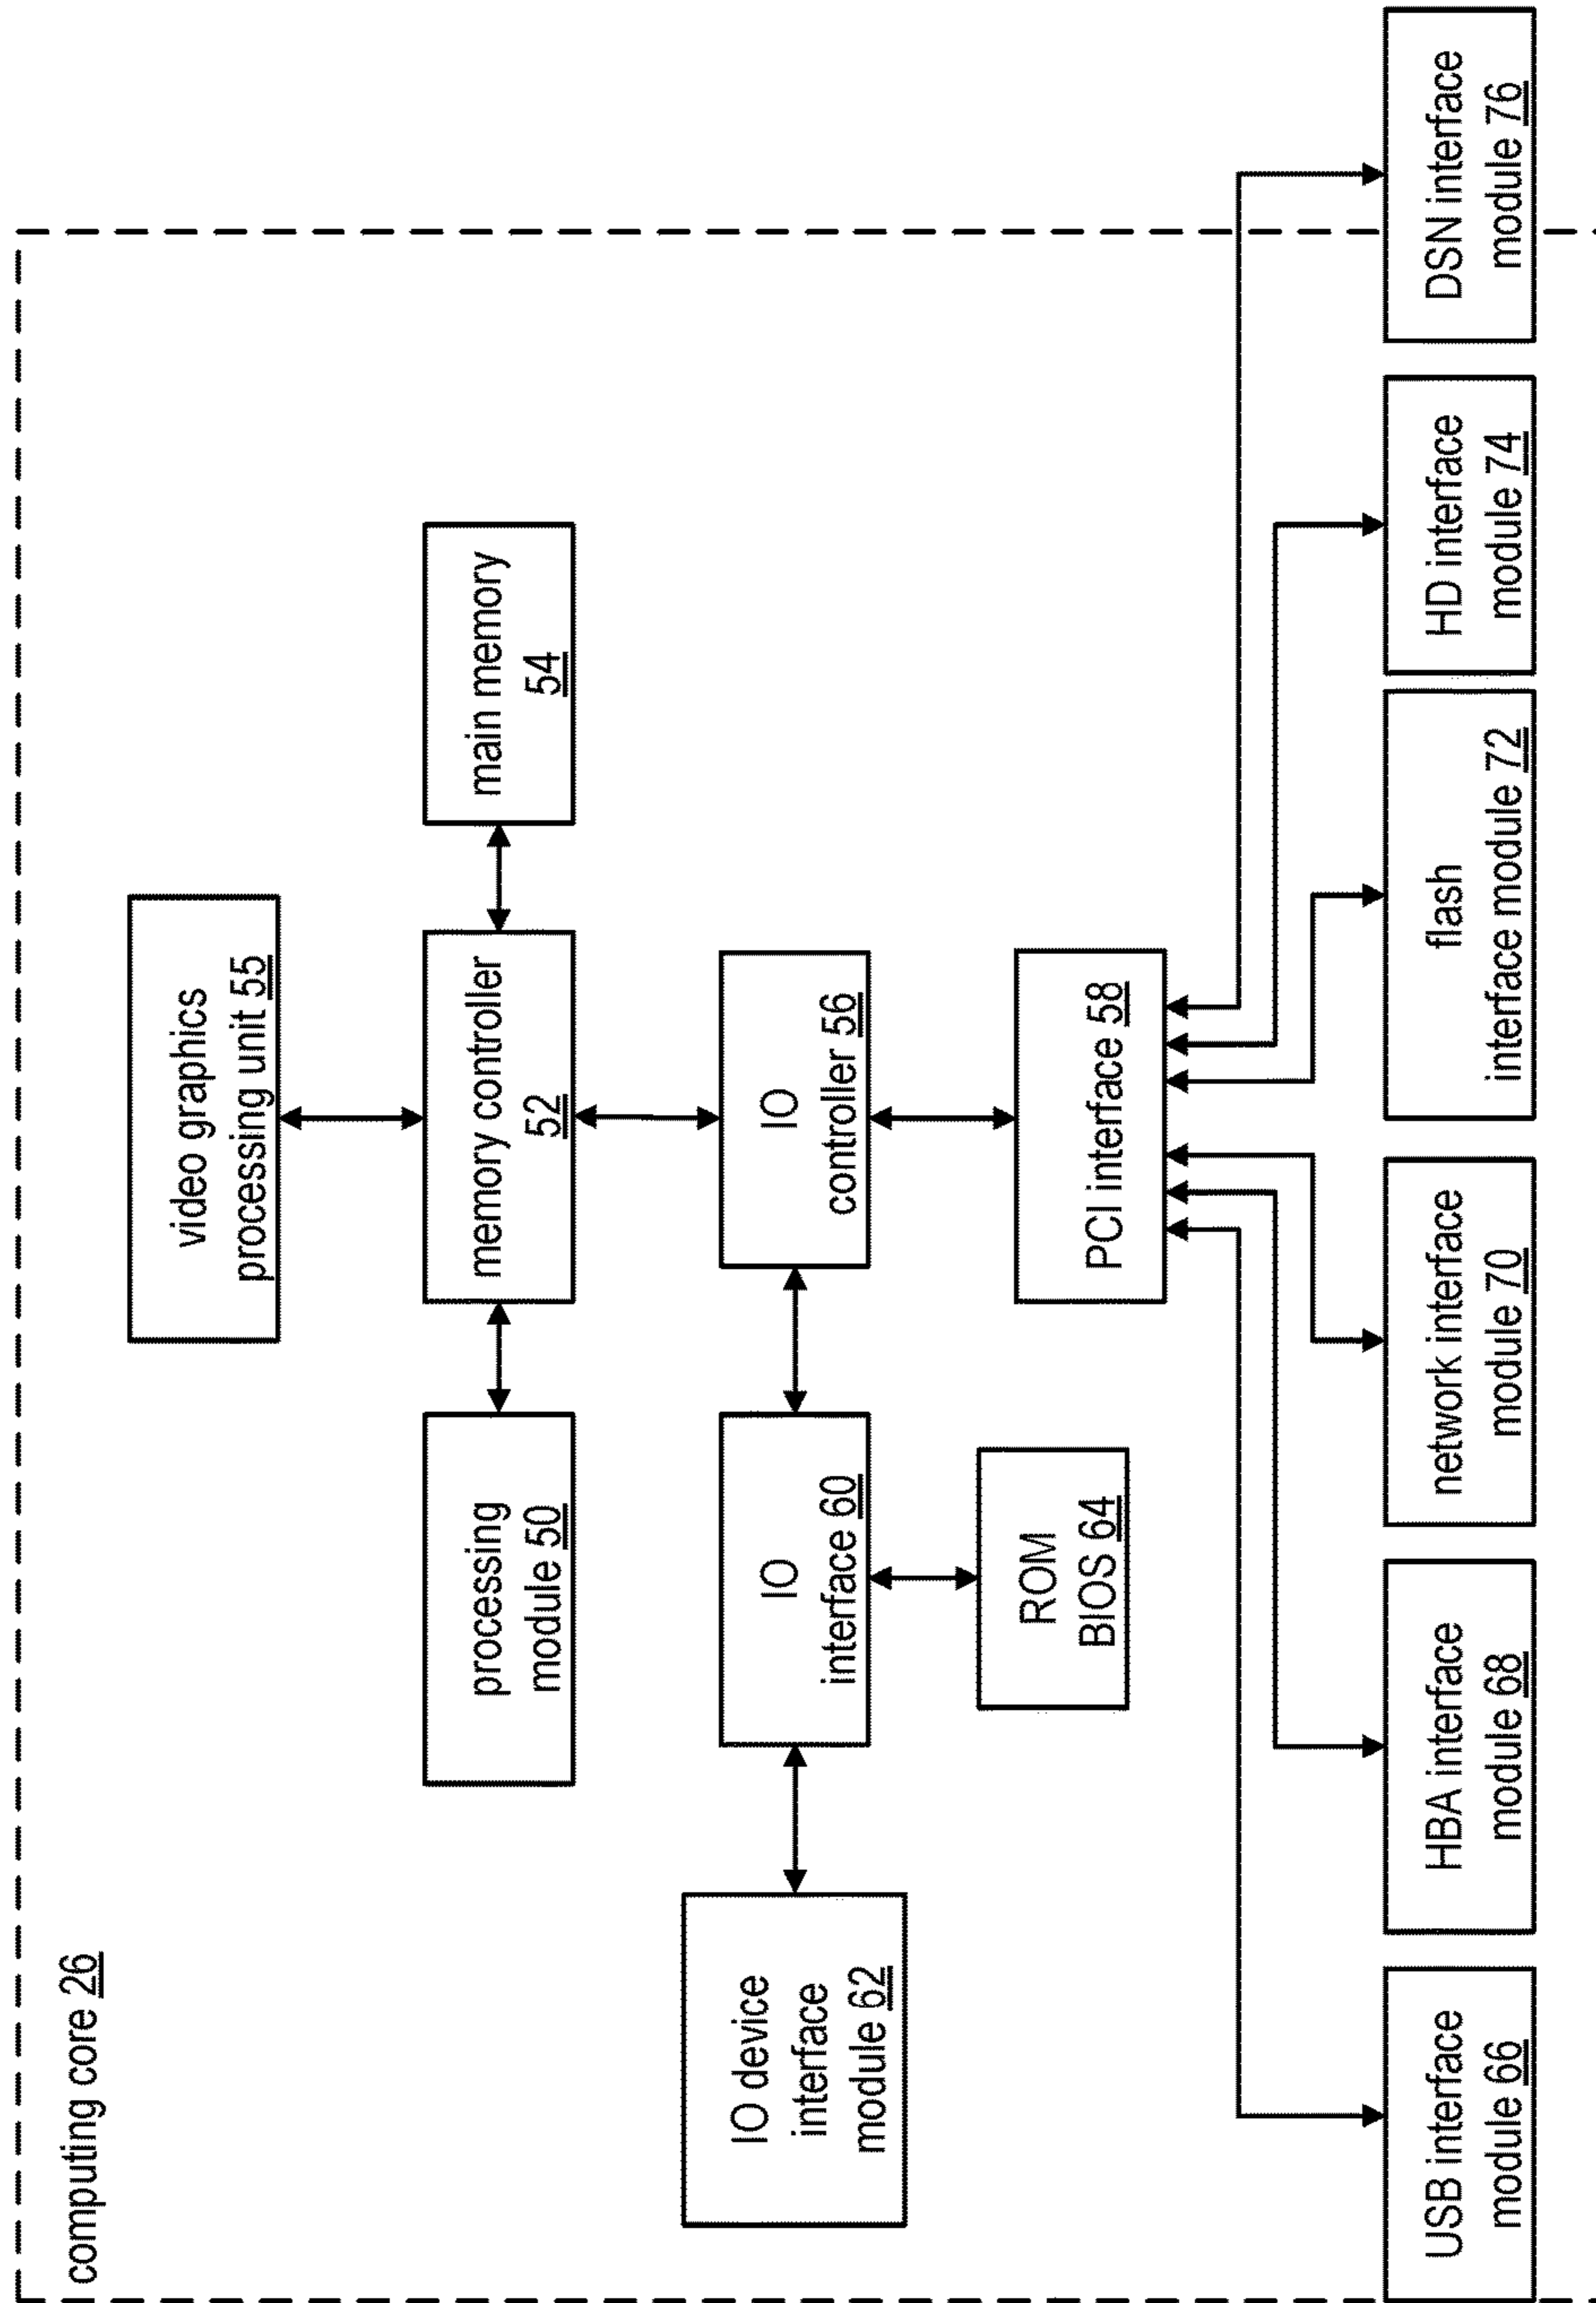 computing core 26
video graphics
processing unit 55
processing
module 50
memory controller
52
main memory
54
IO device
interface
module 62
IO
interface 60
IO
controller 56
ROM
BIOS 64
PCI interface 58
USB interface
module 66
HBA interface
module 68
network interface
module 70
flash
interface module 72
HD interface
module 74
DSN interface
module 76